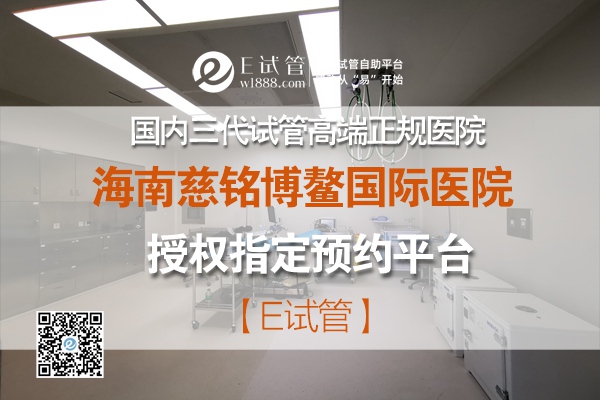 E试管
w1888.com
试管自助平台
从“易”开始
国内三代试管高端正规医院
海南慈铭博鳌国际医院
授权指定预约平台
【E试管】